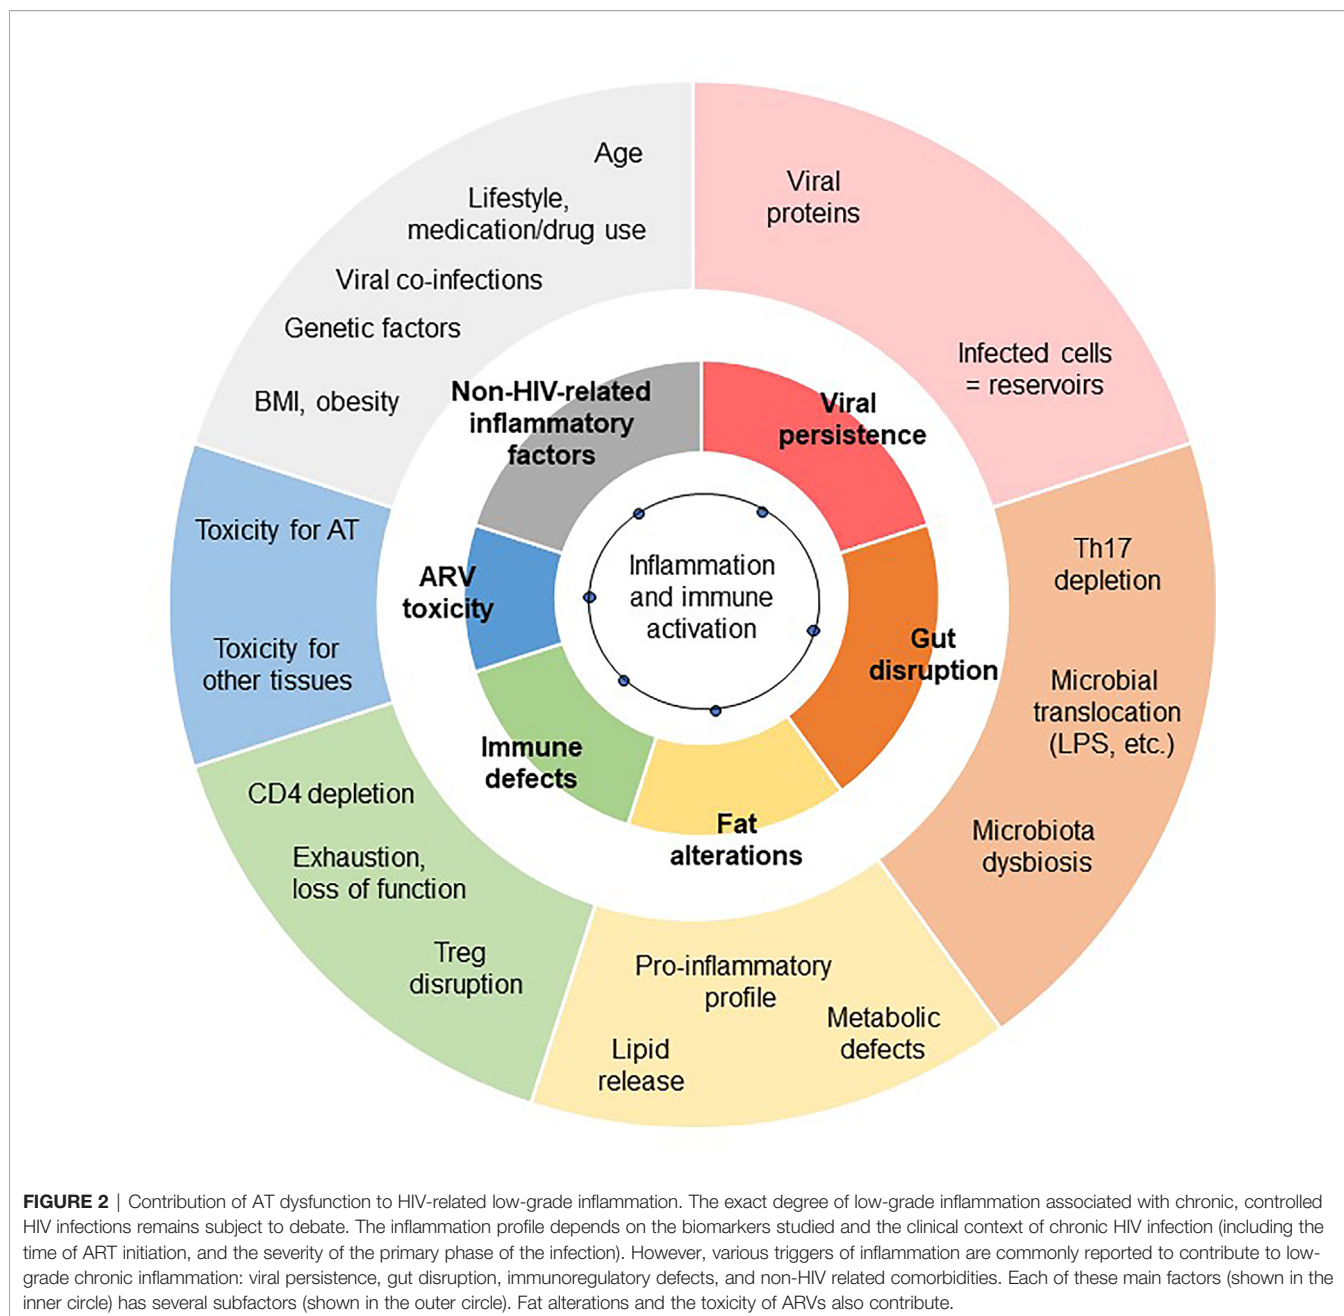 Age
Lifestyle,
medication/drug use
Viral co-infections
Genetic factors
BMI, obesity
Viral
proteins
Infected cells
= reservoirs
Non-HIV-related
inflammatory
factors
Viral
persistence
Toxicity for AT
Toxicity for
other tissues
ARV
toxicity
Inflammation
and immune
activation
Gut
disruption
Th17
depletion
Microbial
translocation
(LPS, etc.)
Microbiota
dysbiosis
Immune
defects
Fat
alterations
CD4 depletion
Exhaustion,
loss of function
Treg
disruption
Pro-inflammatory
profile
Metabolic
defects
Lipid
release
FIGURE 2 | Contribution of AT dysfunction to HIV-related low-grade inflammation. The exact degree of low-grade inflammation associated with chronic, controlled
HIV infections remains subject to debate. The inflammation profile depends on the biomarkers studied and the clinical context of chronic HIV infection (including the
time of ART initiation, and the severity of the primary phase of the infection). However, various triggers of inflammation are commonly reported to contribute to low-
grade chronic inflammation: viral persistence, gut disruption, immunoregulatory defects, and non-HIV related comorbidities. Each of these main factors (shown in the
inner circle) has several subfactors (shown in the outer circle). Fat alterations and the toxicity of ARVs also contribute.